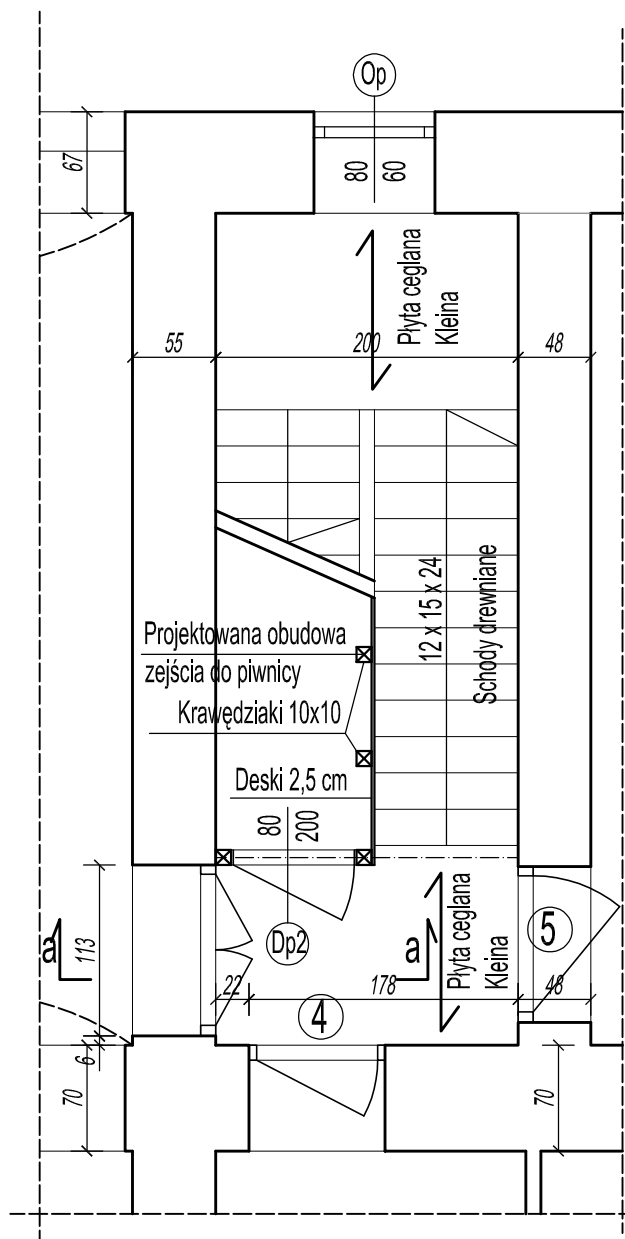 Op
67
80
60
Płyta ceglana
Kleina
55
200
48
12 x 15 x 24
Schody drewniane
Projektowana obudowa
zejścia do piwnicy
Krawędziaki 10x10
Deski 2,5 cm
80
200
Płyta ceglana
Kleina
113
a
Dp2
a
5
22
178
48
4
6
70
70